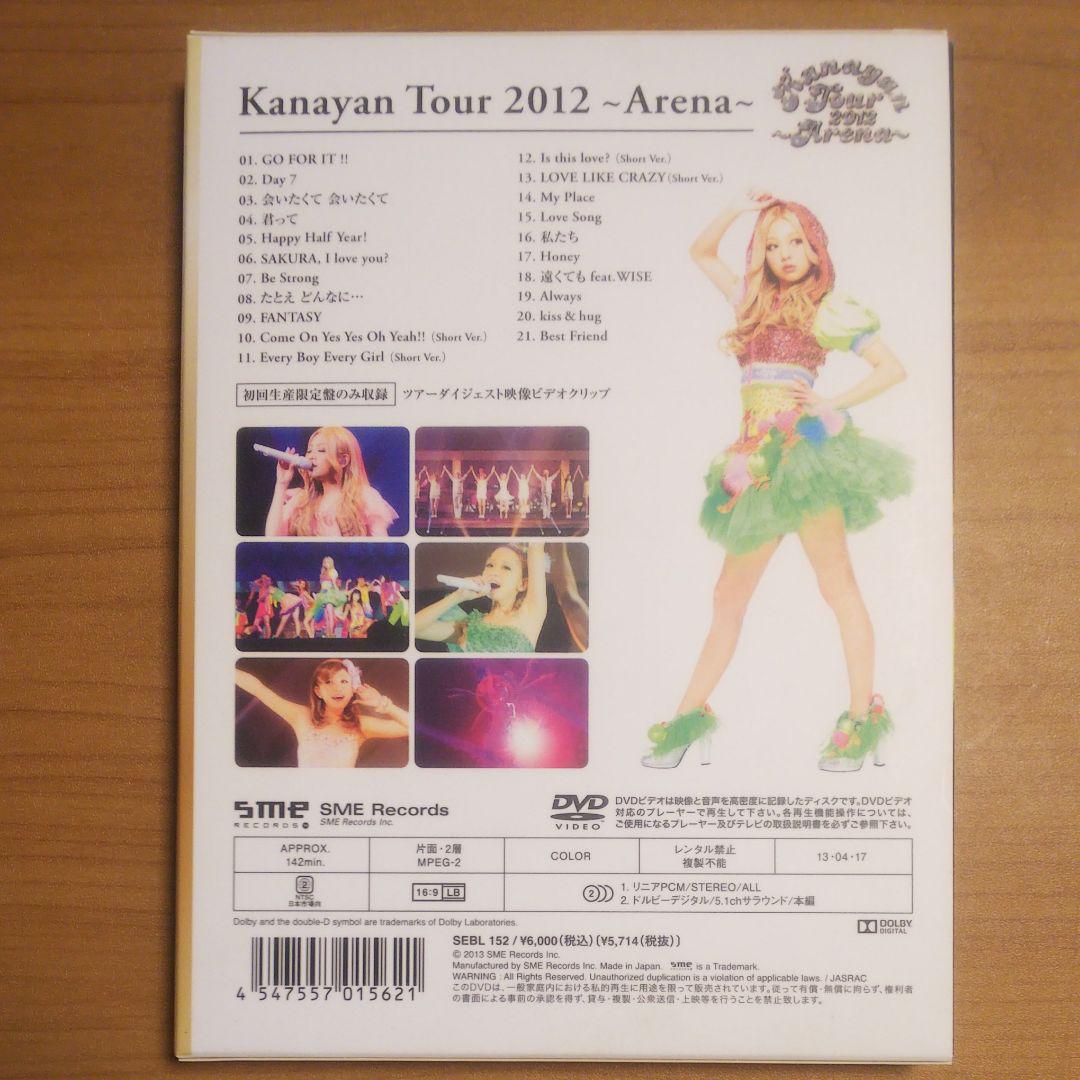 Kanayan Tour 2012 ~Arena~
Kanayan
Tour
2012
~Arena~
01. GO FOR IT !!
02. Day 7
03. 会いたくて 会いたくて
04. 君って
05. Happy Half Year!
06. SAKURA, I love you?
07. Be Strong
08. たとえ どんなに…
09. FANTASY
10. Come On Yes Yes Oh Yeah!! (Short Ver.)
11. Every Boy Every Girl (Short Ver.)
12. Is this love? (Short Ver.)
13. LOVE LIKE CRAZY (Short Ver.)
14. My Place
15. Love Song
16. 私たち
17. Honey
18. 遠くても feat. WISE
19. Always
20. kiss & hug
21. Best Friend
初回生産限定盤のみ収録 ツアーダイジェスト映像ビデオクリップ
sme RECORDS
SME Records
SME Records Inc.
DVD VIDEO
DVDビデオは映像と音声を高密度に記録したディスクです。DVDビデオ
対応のプレーヤーで再生して下さい。各再生機能操作については、
ご使用になるプレーヤー及びテレビの取扱説明書を必ずご参照下さい。
APPROX. 142min.
片面・2層 MPEG-2
COLOR
レンタル禁止 複製不能
13・04・17
2 NTSC 日本市場向
16:9 LB
2
1. リニアPCM/STEREO/ALL
2. ドルビーデジタル/5.1chサラウンド/本編
Dolby and the double-D symbol are trademarks of Dolby Laboratories.
DOLBY DIGITAL
4 547557 015621
SEBL 152 / ¥6,000(税込)〔¥5,714(税抜)〕
© 2013 SME Records Inc.
Manufactured by SME Records Inc. Made in Japan. sme is a Trademark.
WARNING : All Rights Reserved. Unauthorized duplication is a violation of applicable laws. / JASRAC
このDVDは、一般家庭内における私的再生に用途を限って販売されています。従って有償・無償に拘らず、権利者
の書面による事前の承認を得ず、貸与・複製・公衆送信・上映等を行うことを禁止致します。